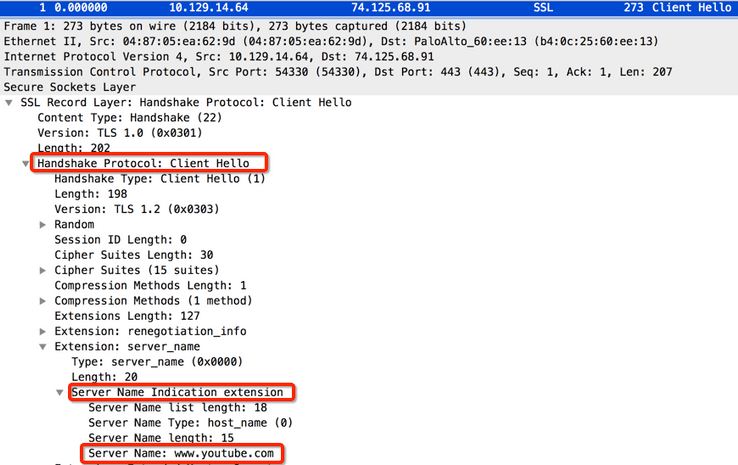 1 0.000000 10.129.14.64 74.125.68.91 SSL 273 Client Hello
Frame 1: 273 bytes on wire (2184 bits), 273 bytes captured (2184 bits)
Ethernet II, Src: 04:87:05:ea:62:9d (04:87:05:ea:62:9d), Dst: PaloAlto_60:ee:13 (b4:0c:25:60:ee:13)
Internet Protocol Version 4, Src: 10.129.14.64, Dst: 74.125.68.91
Transmission Control Protocol, Src Port: 54330 (54330), Dst Port: 443 (443), Seq: 1, Ack: 1, Len: 207
Secure Sockets Layer
SSL Record Layer: Handshake Protocol: Client Hello
Content Type: Handshake (22)
Version: TLS 1.0 (0x0301)
Length: 202
Handshake Protocol: Client Hello
Handshake Type: Client Hello (1)
Length: 198
Version: TLS 1.2 (0x0303)
Random
Session ID Length: 0
Cipher Suites Length: 30
Cipher Suites (15 suites)
Compression Methods Length: 1
Compression Methods (1 method)
Extensions Length: 127
Extension: renegotiation_info
Extension: server_name
Type: server_name (0x0000)
Length: 20
Server Name Indication extension
Server Name list length: 18
Server Name Type: host_name (0)
Server Name length: 15
Server Name: www.youtube.com